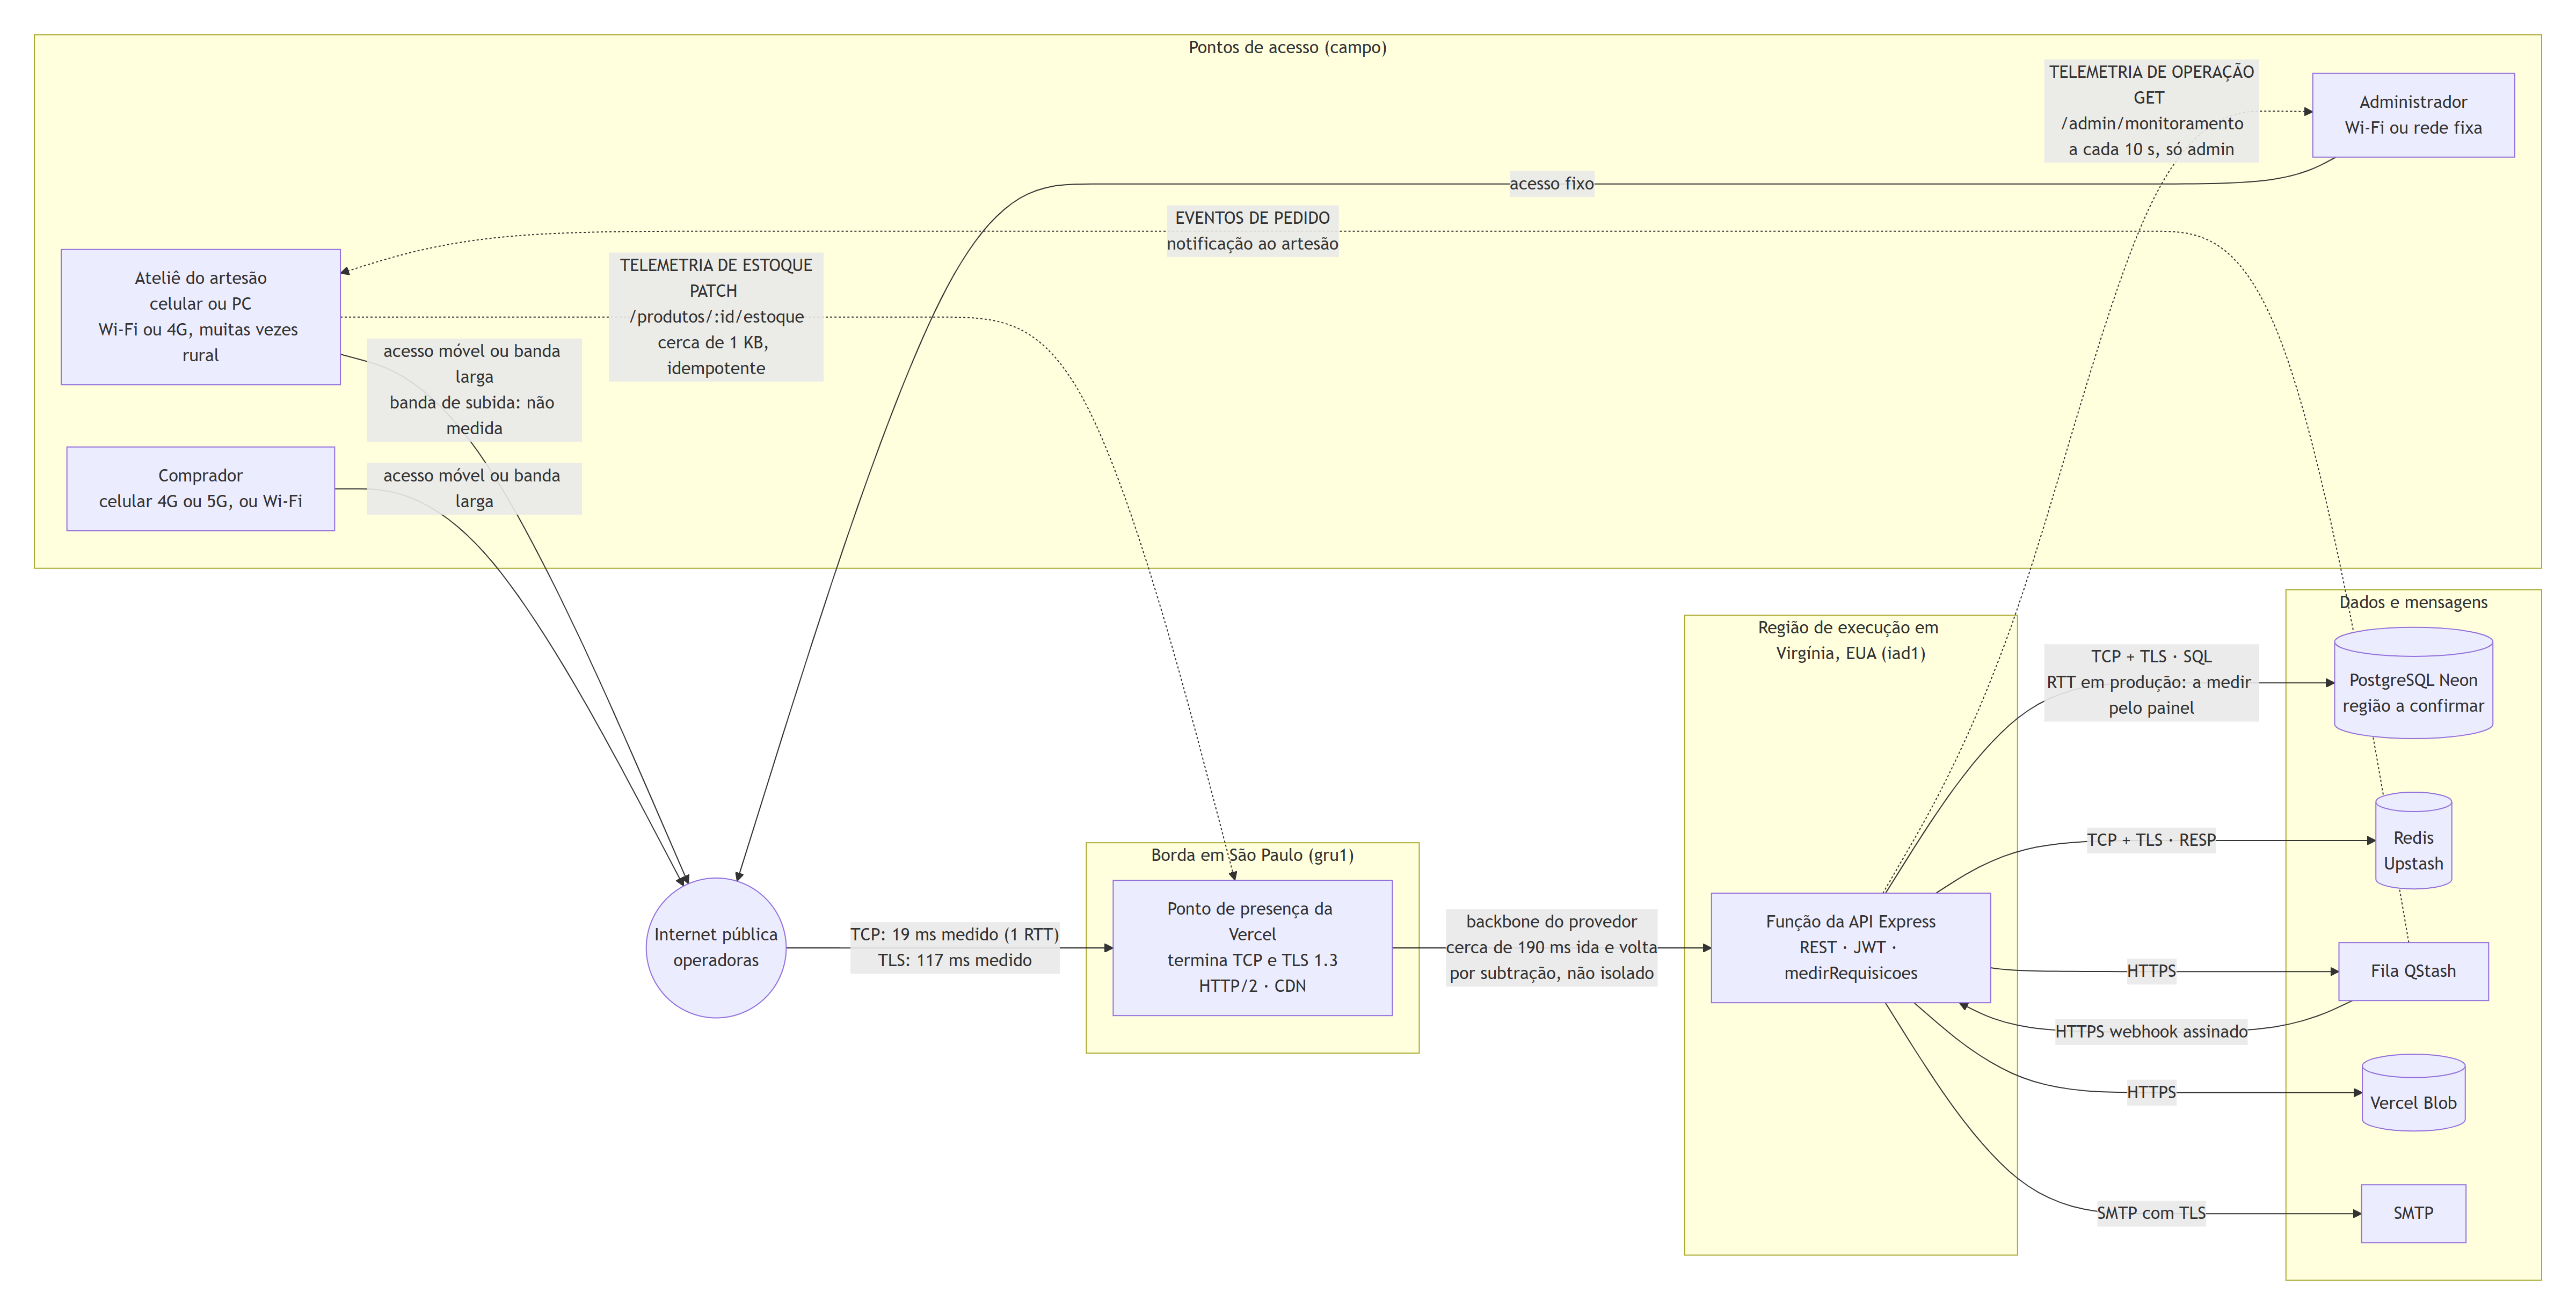 Pontos de acesso (campo)
TELEMETRIA DE OPERAÇÃO
GET
/admin/monitoramento
a cada 10 s, só admin
Administrador
Wi-Fi ou rede fixa
acesso fixo
EVENTOS DE PEDIDO
notificação ao artesão
Ateliê do artesão
celular ou PC
Wi-Fi ou 4G, muitas vezes
rural
TELEMETRIA DE ESTOQUE
PATCH
/produtos/:id/estoque
cerca de 1 KB,
idempotente
acesso móvel ou banda
larga
banda de subida: não
medida
Comprador
celular 4G ou 5G, ou Wi-Fi
acesso móvel ou banda
larga
Internet pública
operadoras
TCP: 19 ms medido (1 RTT)
TLS: 117 ms medido
Borda em São Paulo (gru1)
Ponto de presença da
Vercel
termina TCP e TLS 1.3
HTTP/2 · CDN
backbone do provedor
cerca de 190 ms ida e volta
por subtração, não isolado
Região de execução em
Virgínia, EUA (iad1)
Função da API Express
REST · JWT ·
medirRequisicoes
TCP + TLS · SQL
RTT em produção: a medir
pelo painel
TCP + TLS · RESP
HTTPS
HTTPS webhook assinado
HTTPS
SMTP com TLS
Dados e mensagens
PostgreSQL Neon
região a confirmar
Redis
Upstash
Fila QStash
Vercel Blob
SMTP